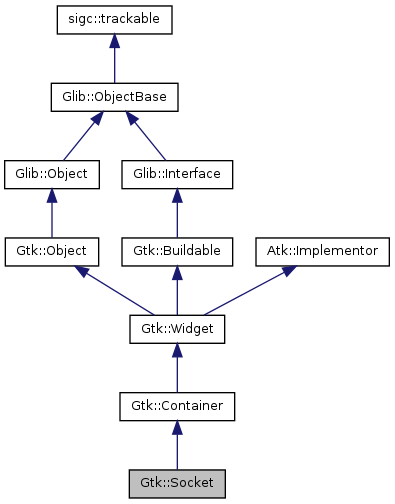 sigc::trackable
Glib::ObjectBase
Glib::Object
Glib::Interface
Gtk::Object
Gtk::Buildable
Atk::Implementor
Gtk::Widget
Gtk::Container
Gtk::Socket